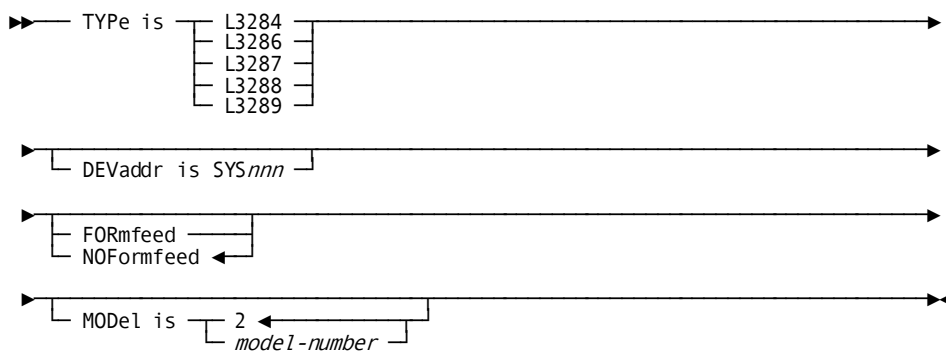 TYPe is L3284
L3286
L3287
L3288
L3289
DEVaddr is SYSnnn
FORmfeed
NOFormfeed
MODel is 2
model-number